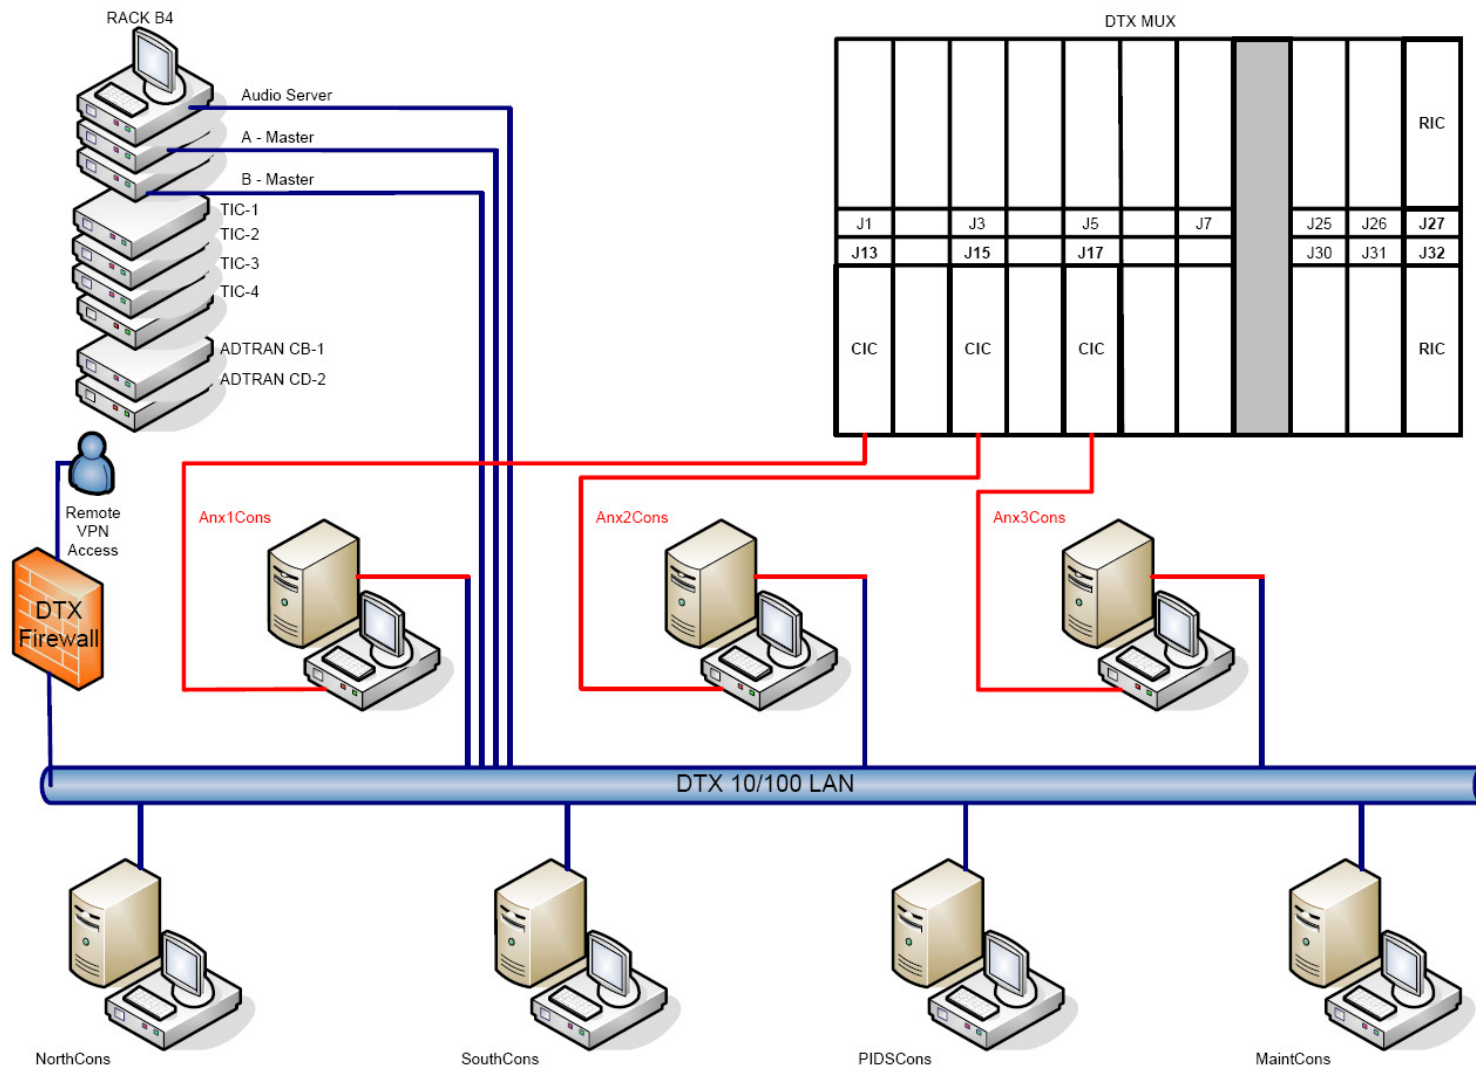 RACK B4
Audio Server
A - Master
B - Master
TIC-1
TIC-2
TIC-3
TIC-4
ADTRAN CB-1
ADTRAN CD-2
DTX MUX
RIC
J1 J3 J5 J7 J25 J26 J27
J13 J15 J17 J30 J31 J32
CIC CIC CIC RIC
Remote
VPN
Access
DTX
Firewall
Anx1Cons
Anx2Cons
Anx3Cons
DTX 10/100 LAN
NorthCons
SouthCons
PIDSCons
MaintCons